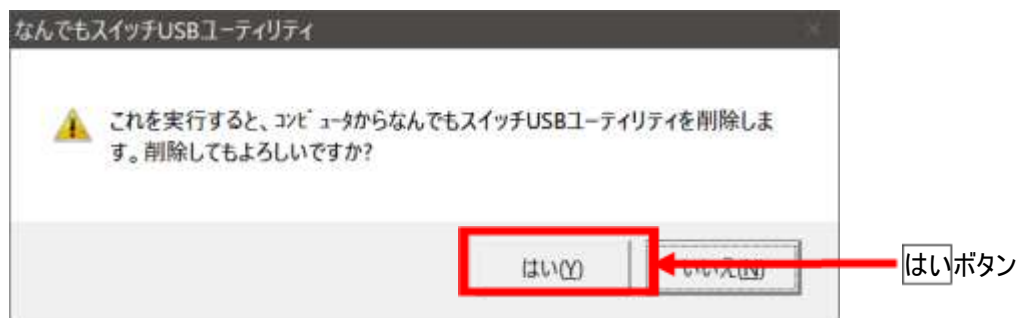 なんでもスイッチUSBユーティリティ
これを実行すると、コンピュータからなんでもスイッチUSBユーティリティを削除しま
す。削除してもよろしいですか?
はい(Y)
いいえ(N)
はいボタン